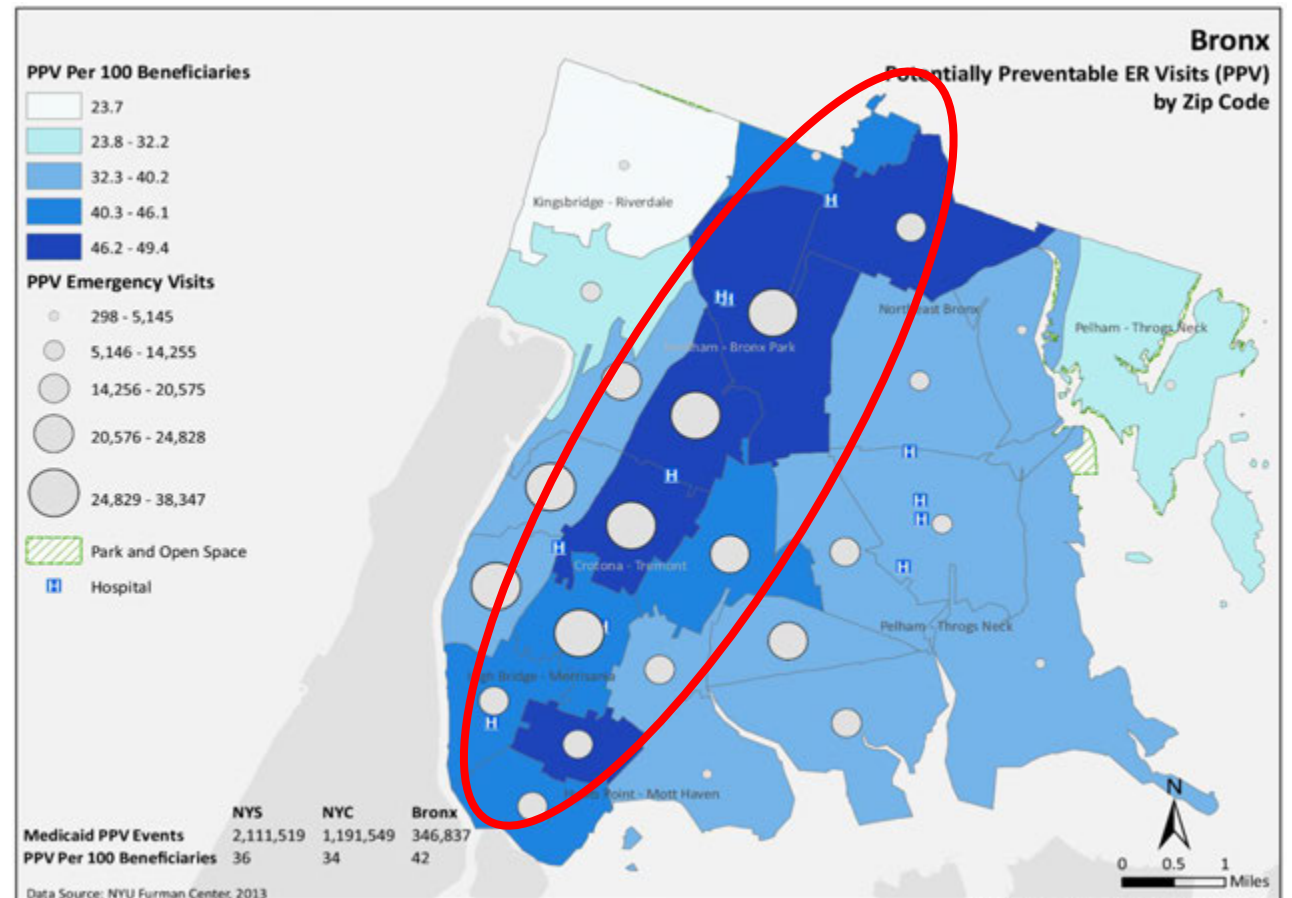 Bronx
Potentially Preventable ER Visits (PPV)
by Zip Code
PPV Per 100 Beneficiaries
23.7
23.8 - 32.2
32.3 - 40.2
40.3 - 46.1
46.2 - 49.4
PPV Emergency Visits
298 - 5,145
5,146 - 14,255
14,256 - 20,575
20,576 - 24,828
24,829 - 38,347
Park and Open Space
H Hospital
Kingsbridge - Riverdale
H
H H
Northeast Bronx
Pelham - Throgs Neck
Bronx Park
H
H
H
H
H
Crotona - Tremont
H
H
Pelham - Throgs Neck
Bridge - Morrisania
H
Point - Mott Haven
NYS NYC Bronx
Medicaid PPV Events 2,111,519 1,191,549 346,837
PPV Per 100 Beneficiaries 36 34 42
Data Source: NYU Furman Center, 2013
N
0 0.5 1
Miles